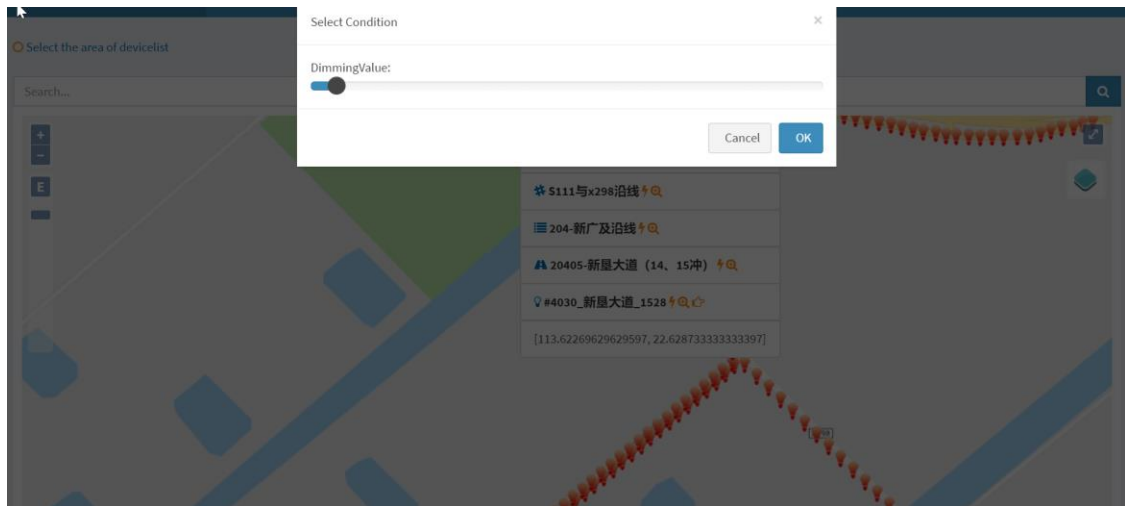 Select Condition
×
Select the area of devicelist
DimmingValue:
Search...
Cancel
OK
+
−
E
S111与x298沿线
204-新广及沿线
20405-新垦大道（14、15冲）
#4030_新垦大道_1528
[113.62269629629597, 22.628733333333397]